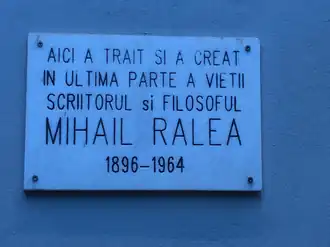 AICI A TRAIT SI A CREAT
IN ULTIMA PARTE A VIETII
SCRIITORUL si FILOSOFUL
MIHAIL RALEA
1896-1964